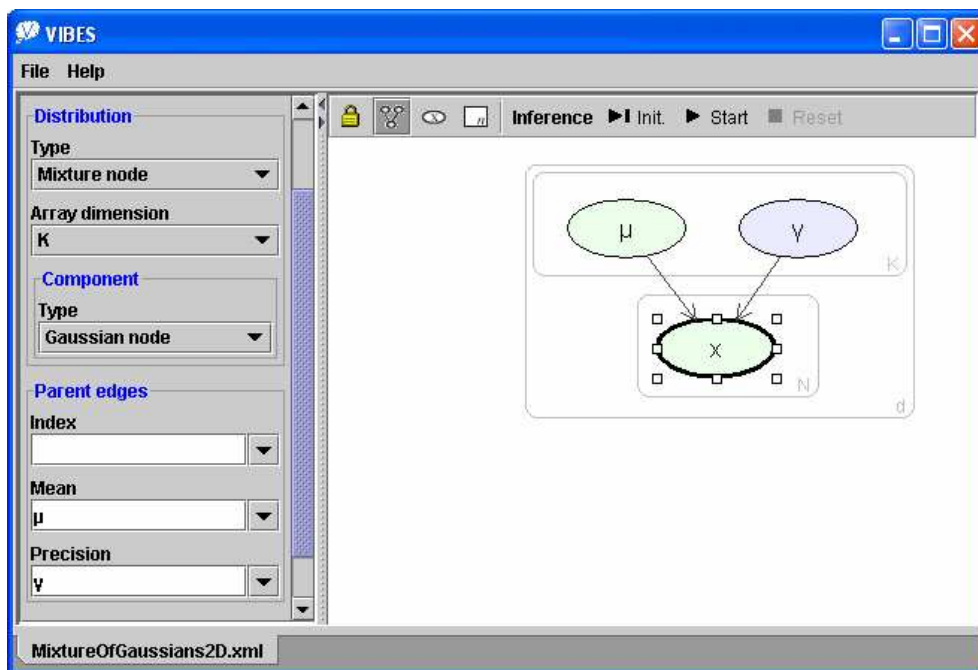 VIBES
File Help
Distribution
Type
Mixture node
Array dimension
K
Component
Type
Gaussian node
Parent edges
Index
Mean
μ
Precision
γ
x n Inference Init. Start Reset
μ γ
K
x
N
d
MixtureOfGaussians2D.xml